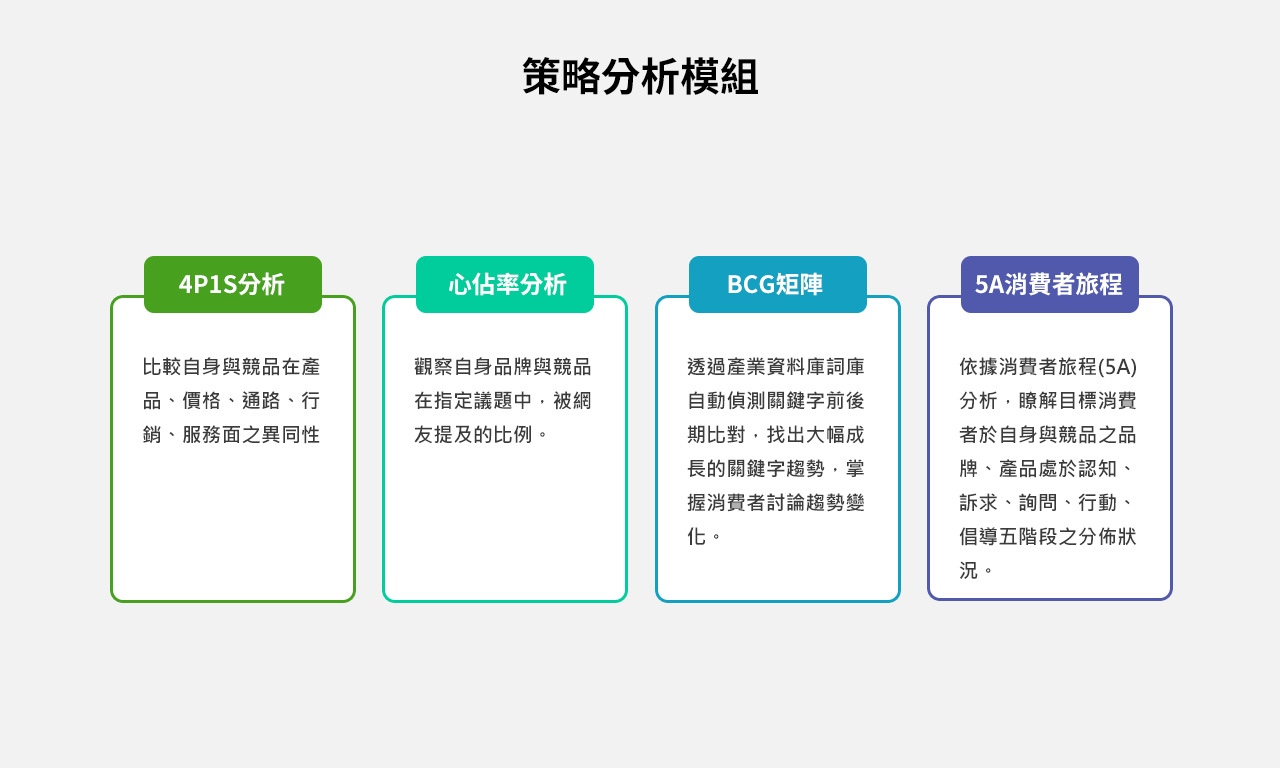 策略分析模組
4P1S分析
比較自身與競品在產
品、價格、通路、行
銷、服務面之異同性
心佔率分析
觀察自身品牌與競品
在指定議題中，被網
友提及的比例。
BCG矩陣
透過產業資料庫詞庫
自動偵測關鍵字前後
期比對，找出大幅成
長的關鍵字趨勢，掌
握消費者討論趨勢變
化。
5A消費者旅程
依據消費者旅程(5A)
分析，瞭解目標消費
者於自身與競品之品
牌、產品處於認知、
訴求、詢問、行動、
倡導五階段之分佈狀
況。